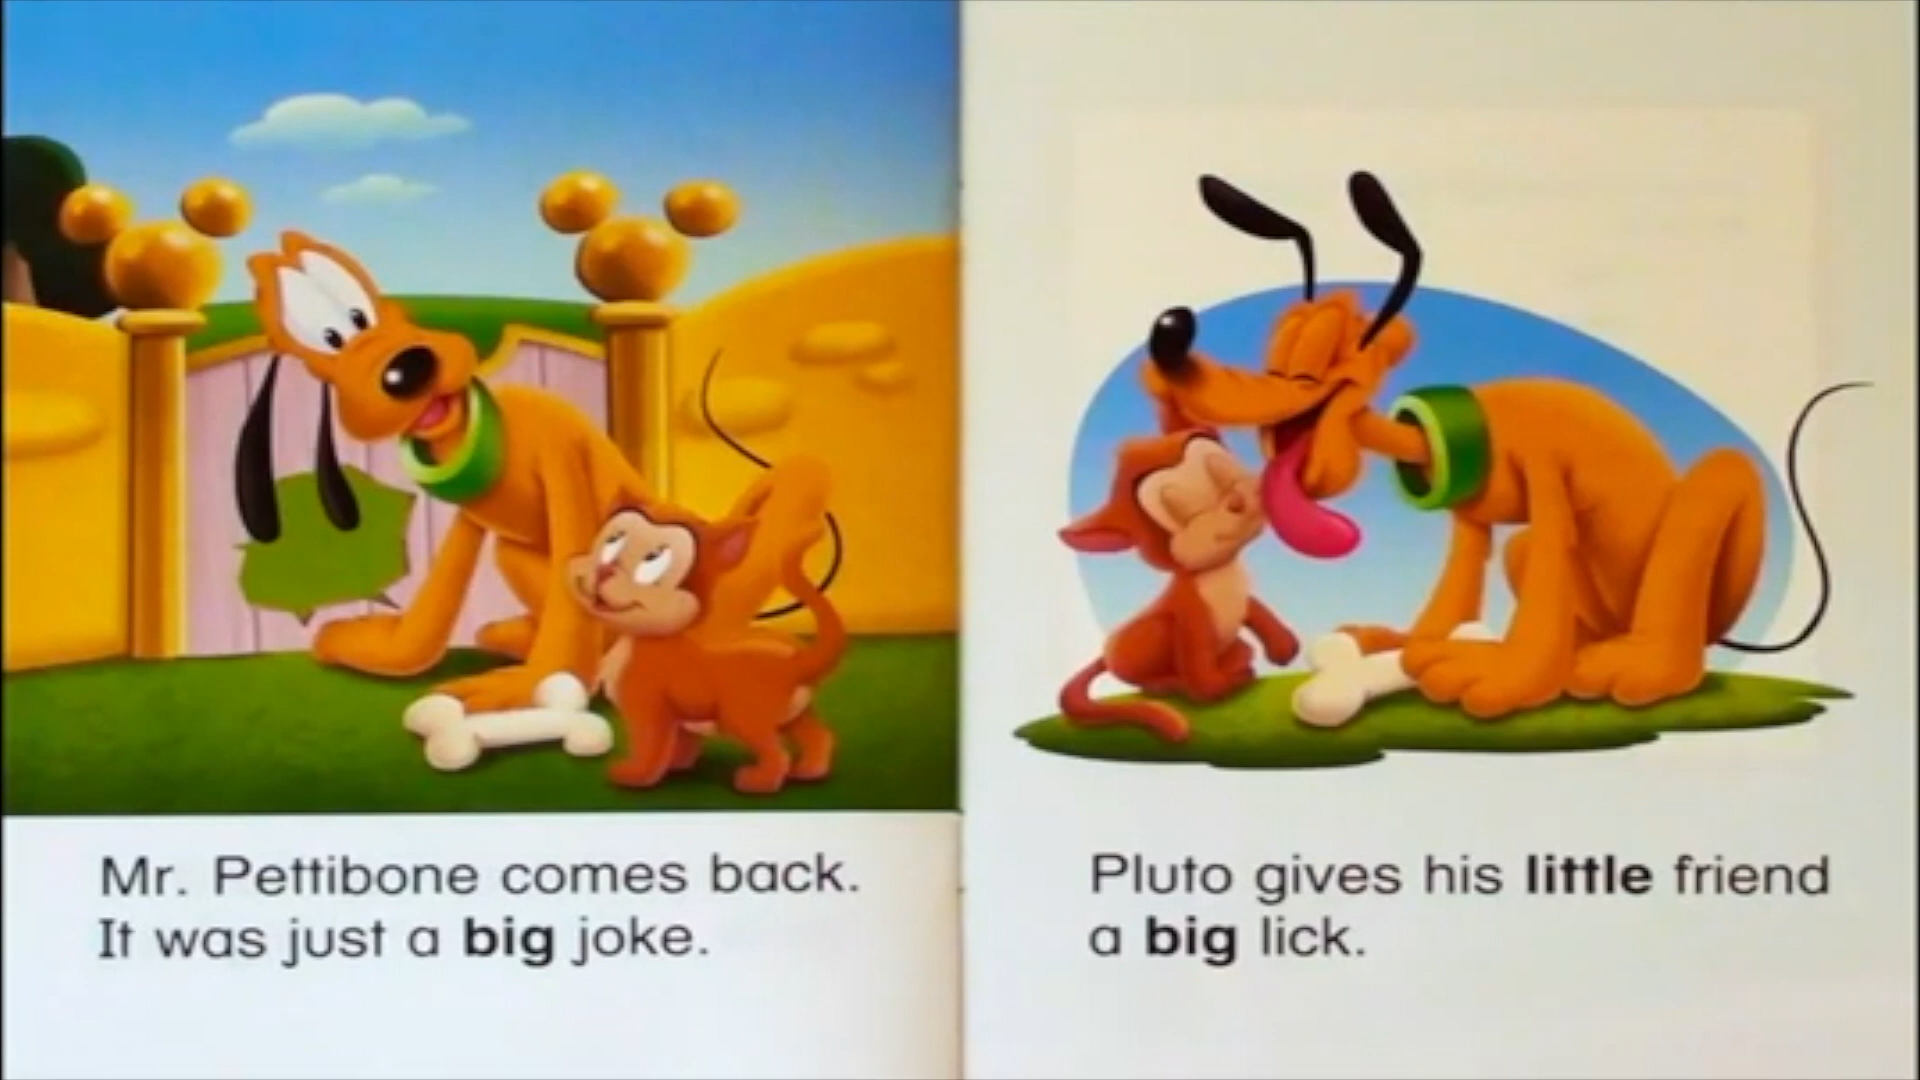 Mr. Pettibone comes back.
It was just a big joke.
Pluto gives his little friend
a big lick.